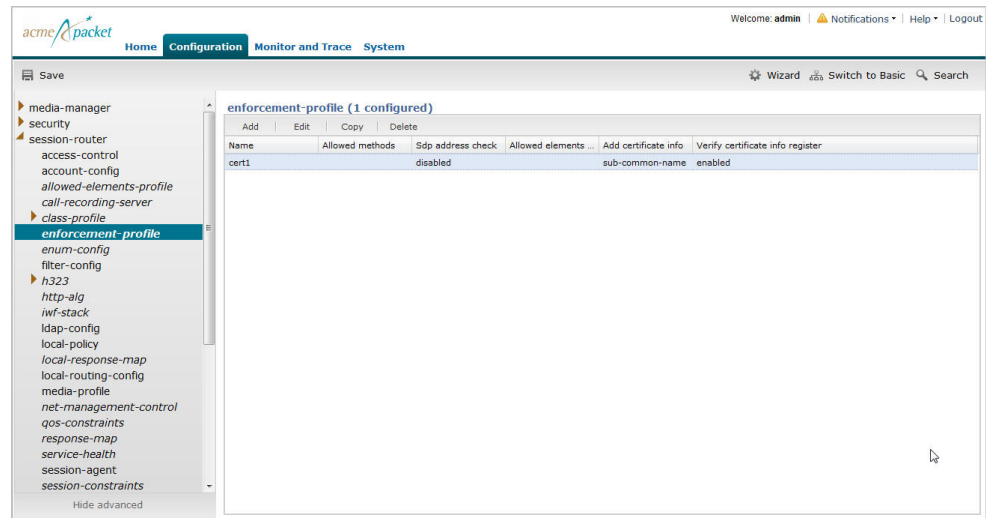 acme packet
Welcome: admin | Notifications | Help | Logout
Home Configuration Monitor and Trace System
Save
Wizard Switch to Basic Search
media-manager
security
session-router
access-control
account-config
allowed-elements-profile
call-recording-server
class-profile
enforcement-profile
enum-config
filter-config
h323
http-alg
iwf-stack
ldap-config
local-policy
local-response-map
local-routing-config
media-profile
net-management-control
qos-constraints
response-map
service-health
session-agent
session-constraints
Hide advanced
enforcement-profile (1 configured)
Add | Edit | Copy | Delete
Name Allowed methods Sdp address check Allowed elements ... Add certificate info Verify certificate info register
cert1 disabled sub-common-name enabled